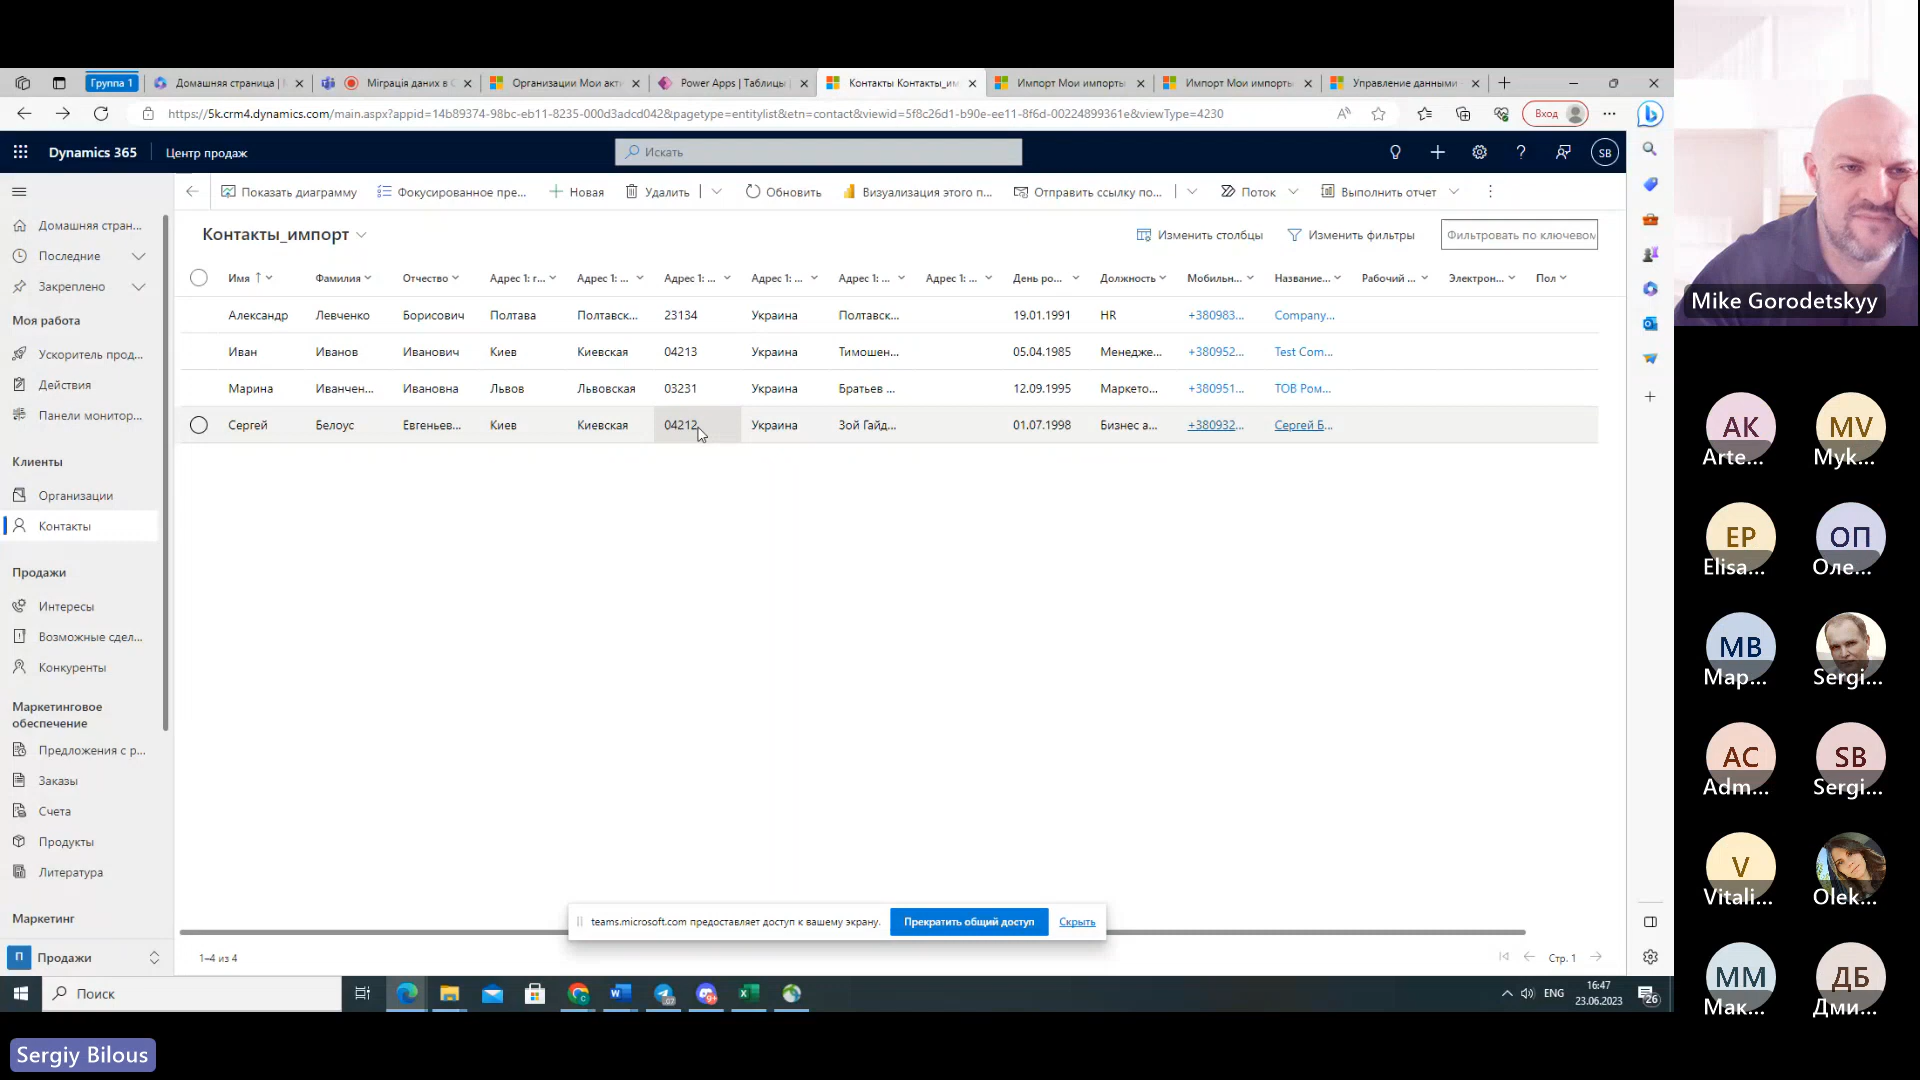 Группа 1
Домашняя страница |
Міграція даних в С
Организации Мои акт
Power Apps | Таблицы
Контакты Контакты_им
Импорт Мои импорты
Импорт Мои импорть
Управление данными
https://5k.crm4.dynamics.com/main.aspx?appid=14b89374-98bc-eb11-8235-000d3adcd042&pagetype=entitylist&etn=contact&viewid=5f8c26d1-b90e-ee11-8f6d-00224899361e&viewType=4230
Вход
Dynamics 365
Центр продаж
Искать
SB
Показать диаграмму
Фокусированное пре...
Новая
Удалить
Обновить
Визуализация этого п...
Отправить ссылку по...
Поток
Выполнить отчет
Контакты_импорт
Изменить столбцы
Изменить фильтры
Фильтровать по ключевом
Имя ↑ Фамилия Отчество Адрес 1: г... Адрес 1: ... Адрес 1: ... Адрес 1: ... Адрес 1: ... Адрес 1: ... День ро... Должность Мобильн... Название... Рабочий ... Электрон... Пол
Александр Левченко Борисович Полтава Полтавск... 23134 Украина Полтавск... 19.01.1991 HR +380983... Company...
Иван Иванов Иванович Киев Киевская 04213 Украина Тимошен... 05.04.1985 Менедже... +380952... Test Com...
Марина Иванчен... Ивановна Львов Львовская 03231 Украина Братьев ... 12.09.1995 Маркето... +380951... ТОВ Ром...
Сергей Белоус Евгеньев... Киев Киевская 04212 Украина Зой Гайд... 01.07.1998 Бизнес а... +380932... Сергей Б...
Домашняя стран...
Последние
Закреплено
Моя работа
Ускоритель прод...
Действия
Панели монитор...
Клиенты
Организации
Контакты
Продажи
Интересы
Возможные сдел...
Конкуренты
Маркетинговое
обеспечение
Предложения с р...
Заказы
Счета
Продукты
Литература
Маркетинг
П Продажи
teams.microsoft.com предоставляет доступ к вашему экрану.
Прекратить общий доступ
Скрыть
1–4 из 4
Стр. 1
Поиск
ENG
16:47
23.06.2023
26
Sergiy Bilous
Mike Gorodetskyy
AK
Arte...
MV
Myk...
EP
Elisa...
ОП
Оле...
МВ
Мар...
Sergi...
AC
Adm...
SB
Sergi...
V
Vitali...
Olek...
ММ
Мак...
ДБ
Дми...